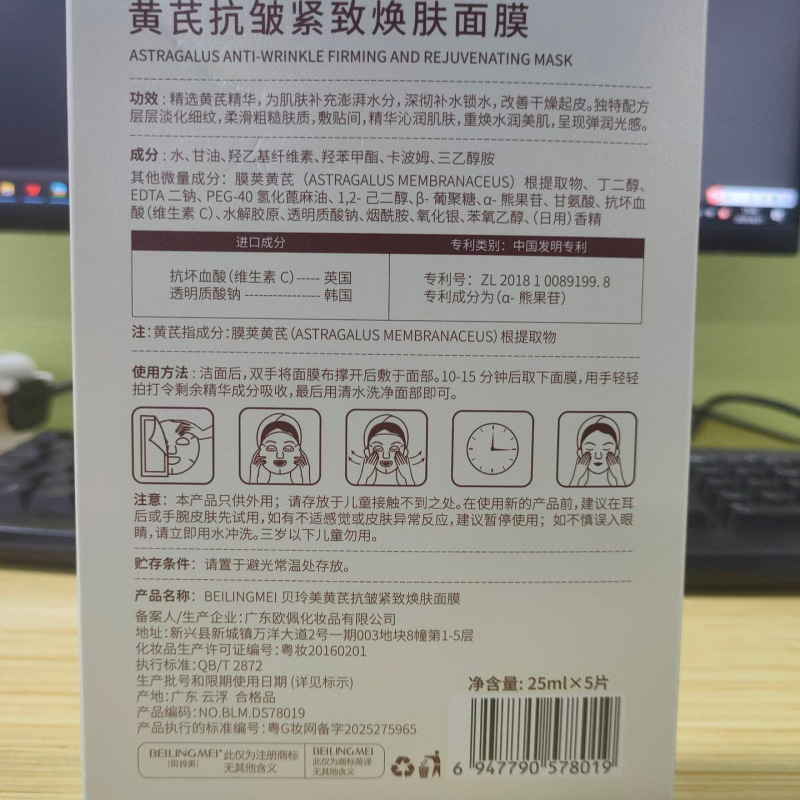 黄芪抗皱紧致焕肤面膜
ASTRAGALUS ANTI-WRINKLE FIRMING AND REJUVENATING MASK
功效：精选黄芪精华，为肌肤补充澎湃水分，深彻补水锁水，改善干燥起皮。独特配方
层层淡化细纹，柔滑粗糙肤质，敷贴间，精华沁润肌肤，重焕水润美肌，呈现弹润光感。
成分：水、甘油、羟乙基纤维素、羟苯甲酯、卡波姆、三乙醇胺
其他微量成分：膜荚黄芪（ASTRAGALUS MEMBRANACEUS）根提取物、丁二醇、
EDTA 二钠、PEG-40 氢化蓖麻油、1,2- 己二醇、β- 葡聚糖、α- 熊果苷、甘氨酸、抗坏血
酸（维生素 C）、水解胶原、透明质酸钠、烟酰胺、氧化银、苯氧乙醇、（日用）香精
进口成分
专利类别：中国发明专利
抗坏血酸（维生素 C）----- 英国
透明质酸钠 ---------------- 韩国
专利号：ZL 2018 1 0089199. 8
专利成分为（α- 熊果苷）
注：黄芪指成分：膜荚黄芪（ASTRAGALUS MEMBRANACEUS）根提取物
使用方法：洁面后，双手将面膜布撑开后敷于面部。10-15 分钟后取下面膜，用手轻轻
拍打令剩余精华成分吸收，最后用清水洗净面部即可。
注意：本产品只供外用；请存放于儿童接触不到之处。在使用新的产品前，建议在耳
后或手腕皮肤先试用，如有不适感觉或皮肤异常反应，建议暂停使用；如不慎误入眼
睛，请立即用水冲洗。三岁以下儿童勿用。
贮存条件：请置于避光常温处存放。
产品名称：BEILINGMEI 贝玲美黄芪抗皱紧致焕肤面膜
备案人/生产企业：广东欧佩化妆品有限公司
地址：新兴县新城镇万洋大道2号一期003地块8幢第1-5层
化妆品生产许可证编号：粤妆20160201
执行标准：QB/T 2872
生产批号和限期使用日期 (详见标示)
产地：广东 云浮 合格品
产品编码：NO.BLM.DS78019
产品执行的标准编号：粤G妆网备字2025275965
净含量：25ml×5片
BEILINGMEI®
贝玲美
此仅为注册商标
无其他含义
BEILINGMEI
此仅为商标英译
无其他含义
6 947790 578019